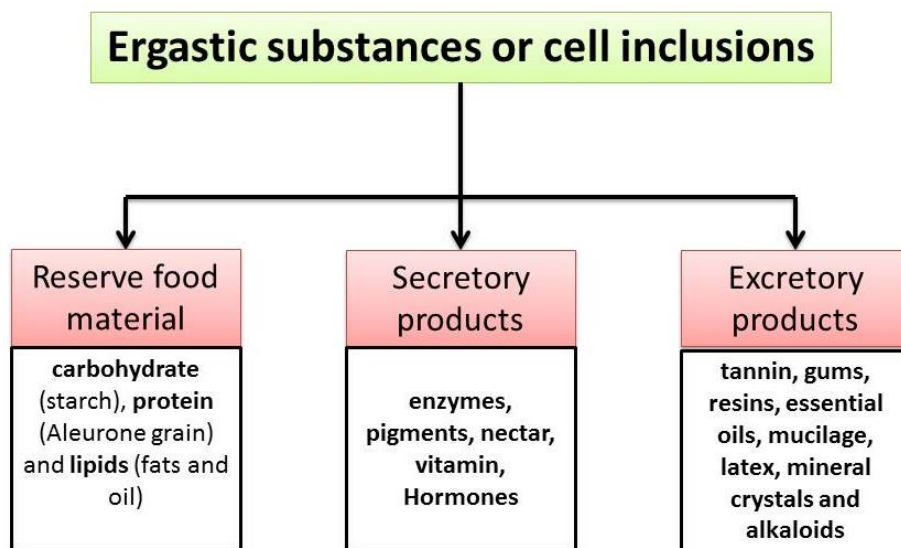 Ergastic substances or cell inclusions
Reserve food
material
carbohydrate
(starch), protein
(Aleurone grain)
and lipids (fats and
oil)
Secretory
products
enzymes,
pigments, nectar,
vitamin,
Hormones
Excretory
products
tannin, gums,
resins, essential
oils, mucilage,
latex, mineral
crystals and
alkaloids